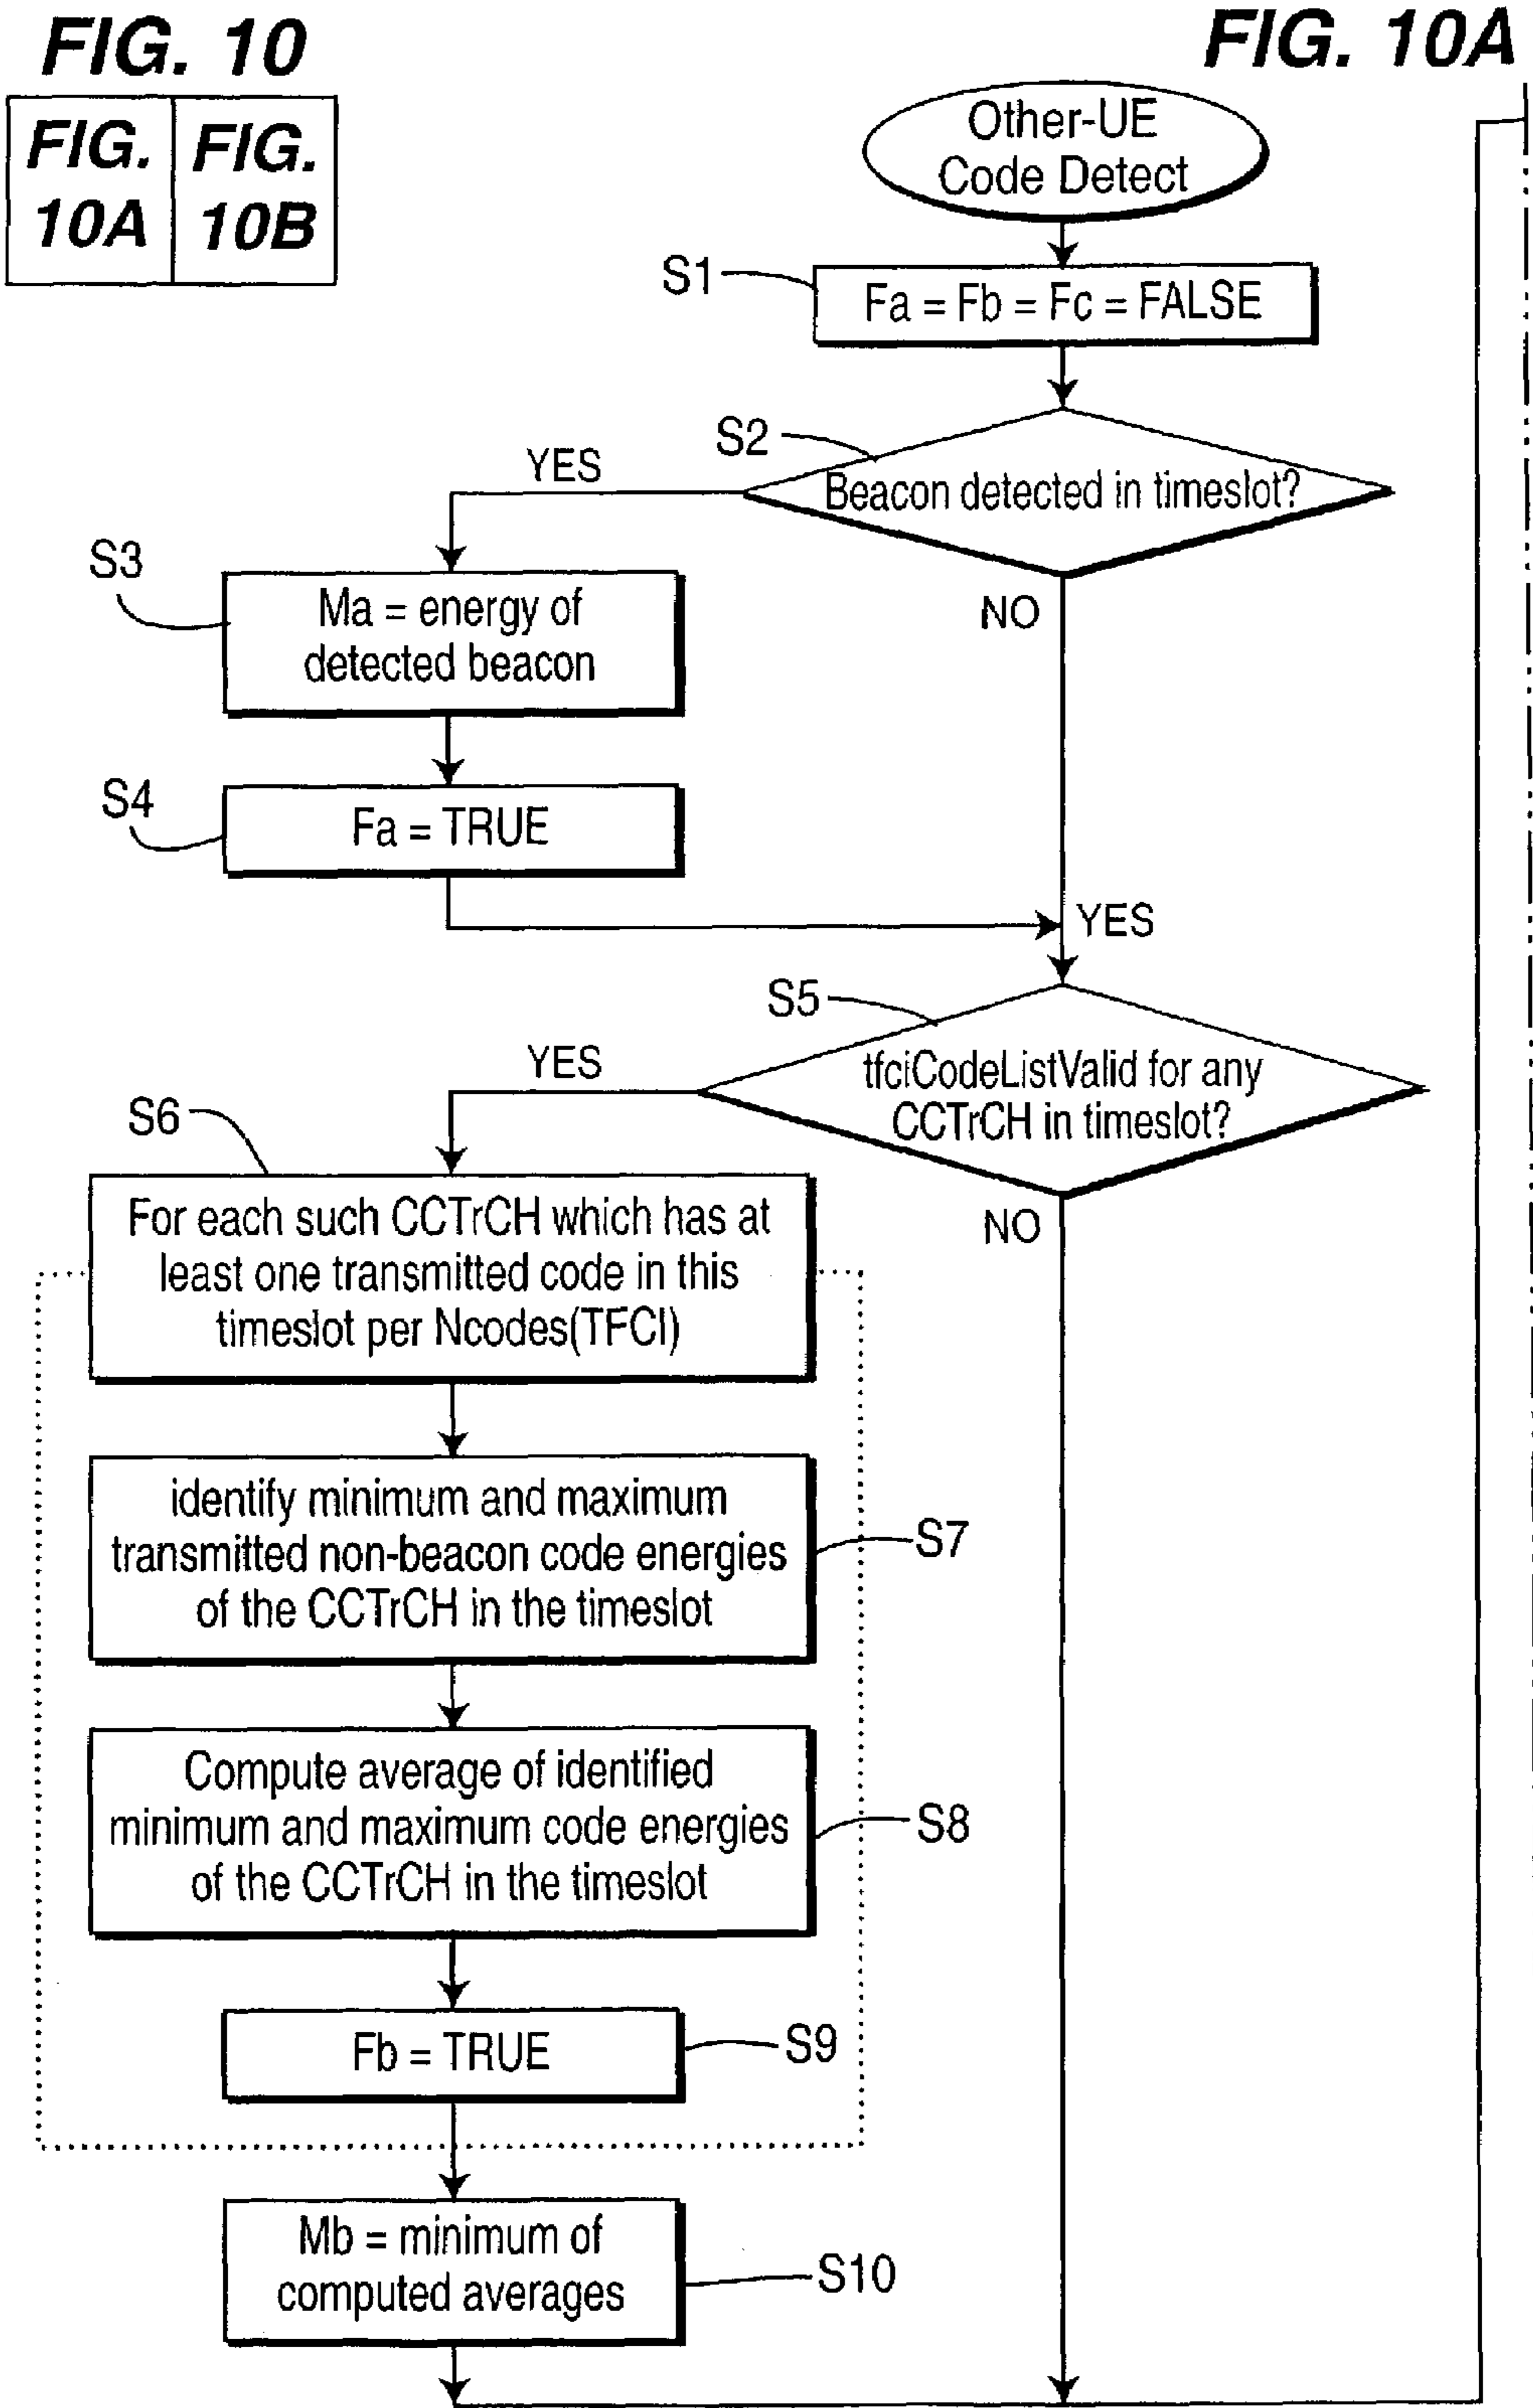 FIG. 10
FIG. 10A
FIG.
10A
FIG.
10B
Other-UE
Code Detect
S1
Fa = Fb = Fc = FALSE
S2
Beacon detected in timeslot?
YES
NO
S3
Ma = energy of
detected beacon
S4
Fa = TRUE
YES
S5
tfciCodeListValid for any
CCTrCH in timeslot?
YES
NO
S6
For each such CCTrCH which has at
least one transmitted code in this
timeslot per Ncodes(TFCI)
identify minimum and maximum
transmitted non-beacon code energies
of the CCTrCH in the timeslot
S7
Compute average of identified
minimum and maximum code energies
of the CCTrCH in the timeslot
S8
Fb = TRUE
S9
Mb = minimum of
computed averages
S10